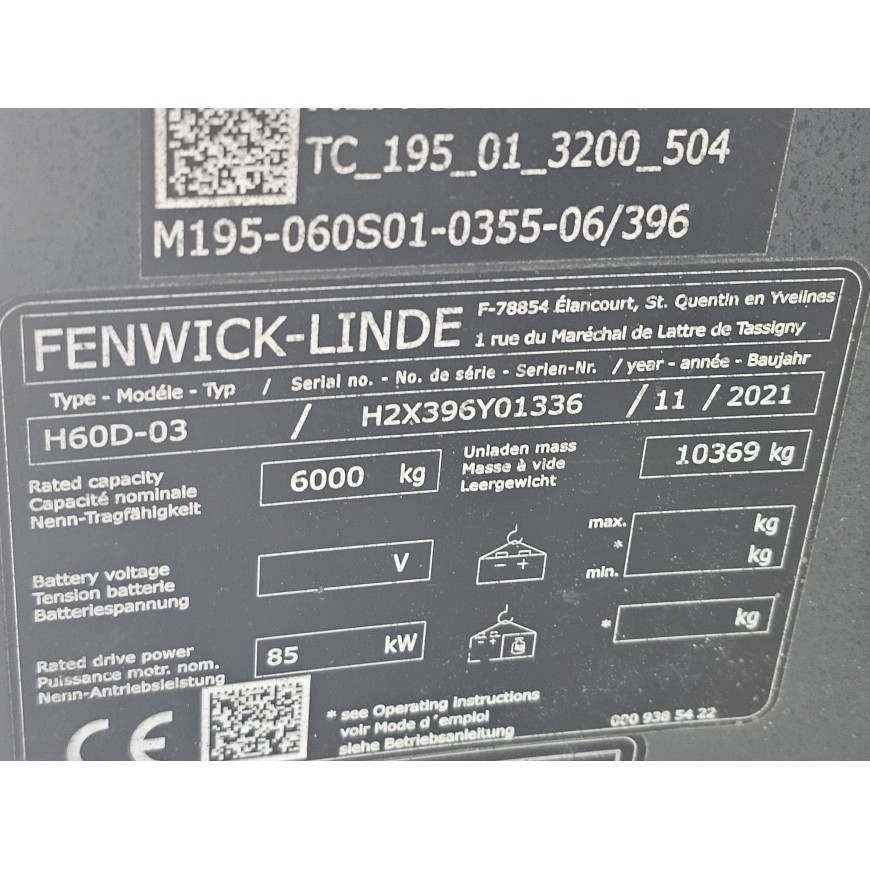 TC_195_01_3200_504
M195-060S01-0355-06/396
FENWICK-LINDE
F-78854 Élancourt, St. Quentin en Yvelines
1 rue du Maréchal de Lattre de Tassigny
Type - Modéle - Typ / Serial no. - No. de série - Serien-Nr. / year - année - Baujahr
H60D-03 / H2X396Y01336 / 11 / 2021
Rated capacity
Capacité nominale
Nenn-Tragfähigkeit
6000 kg
Unladen mass
Masse à vide
Leergewicht
10369 kg
Battery voltage
Tension batterie
Batteriespannung
V
- +
max.
*
min.
kg
kg
Rated drive power
Puissance motr. nom.
Nenn-Antriebsleistung
85 kW
- +
* kg
CE
* see Operating instructions
voir Mode d'emploi
siehe Betriebsanleitung
000 938 54 22